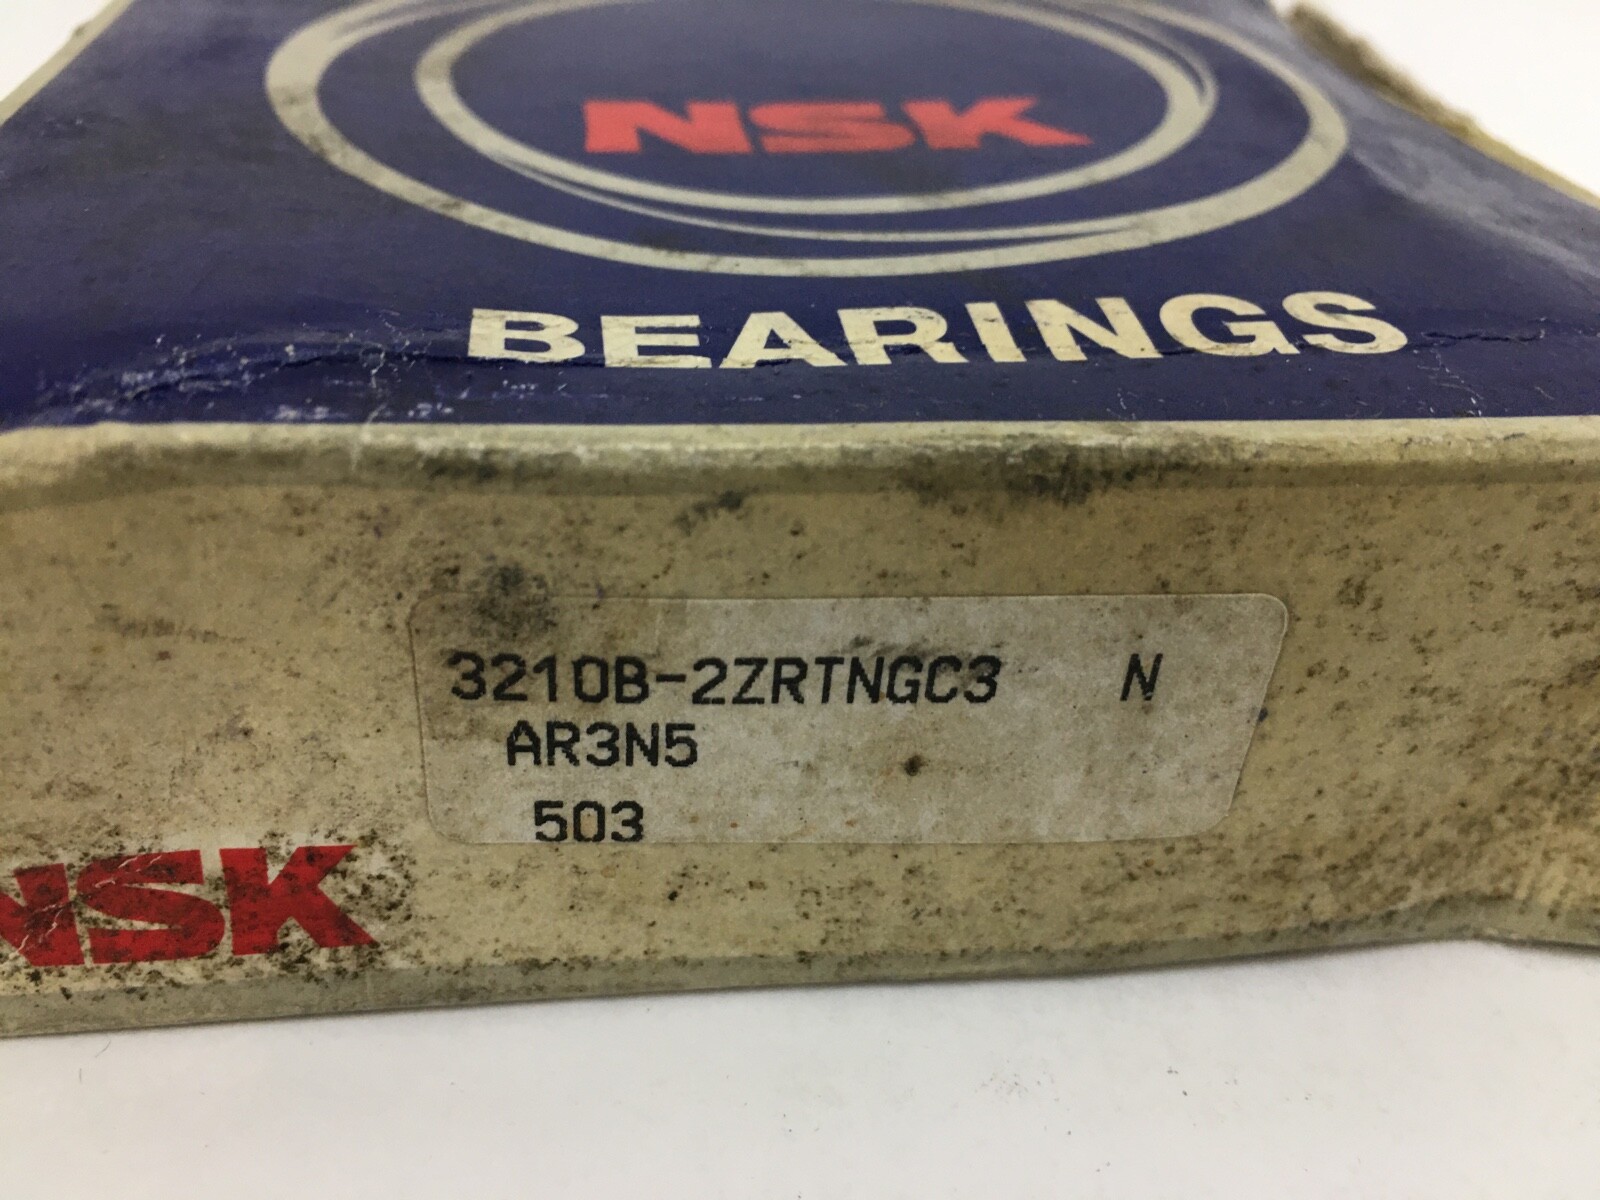 NSK
BEARINGS
3210B-2ZRTNGC3 N
AR3N5
503
NSK